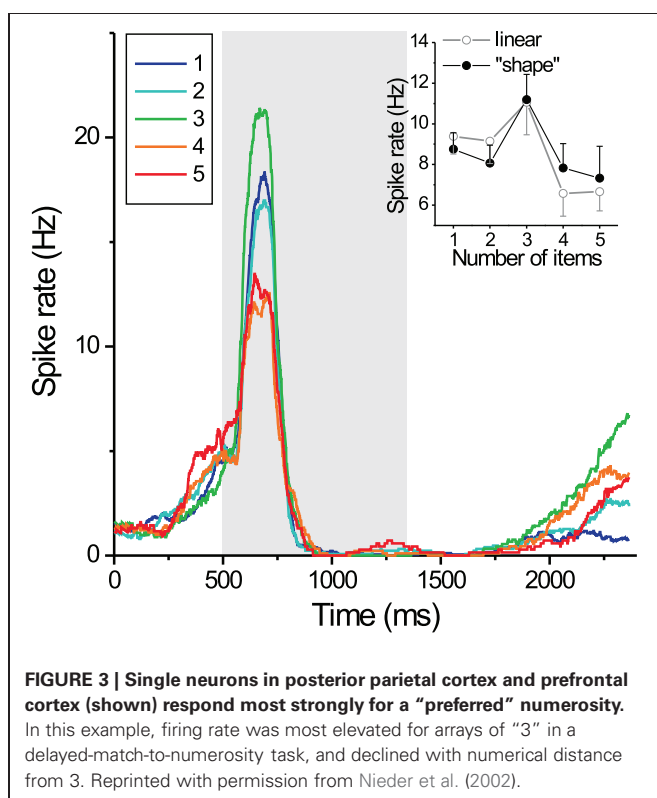 Spike rate (Hz)
20
10
0
1
2
3
4
5
0 500 1000 1500 2000
Time (ms)
linear
"shape"
Spike rate (Hz)
14
12
10
8
6
1 2 3 4 5
Number of items
FIGURE 3 | Single neurons in posterior parietal cortex and prefrontal
cortex (shown) respond most strongly for a “preferred” numerosity.
In this example, firing rate was most elevated for arrays of “3” in a
delayed-match-to-numerosity task, and declined with numerical distance
from 3. Reprinted with permission from Nieder et al. (2002).